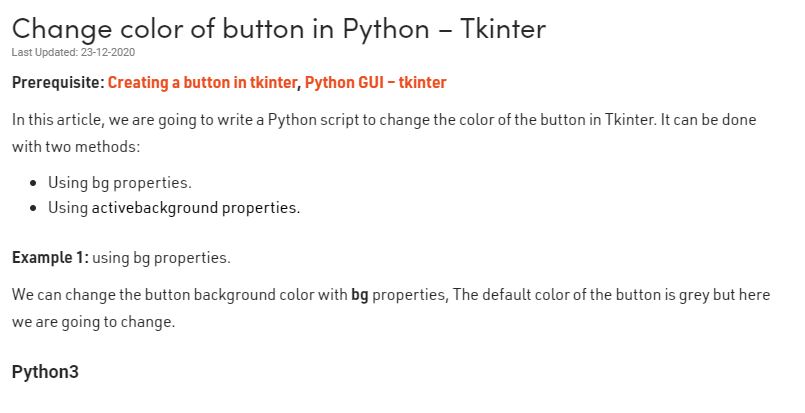 Change color of button in Python – Tkinter
Last Updated: 23-12-2020
Prerequisite: Creating a button in tkinter, Python GUI – tkinter
In this article, we are going to write a Python script to change the color of the button in Tkinter. It can be done
with two methods:
• Using bg properties.
• Using activebackground properties.
Example 1: using bg properties.
We can change the button background color with bg properties, The default color of the button is grey but here
we are going to change.
Python3